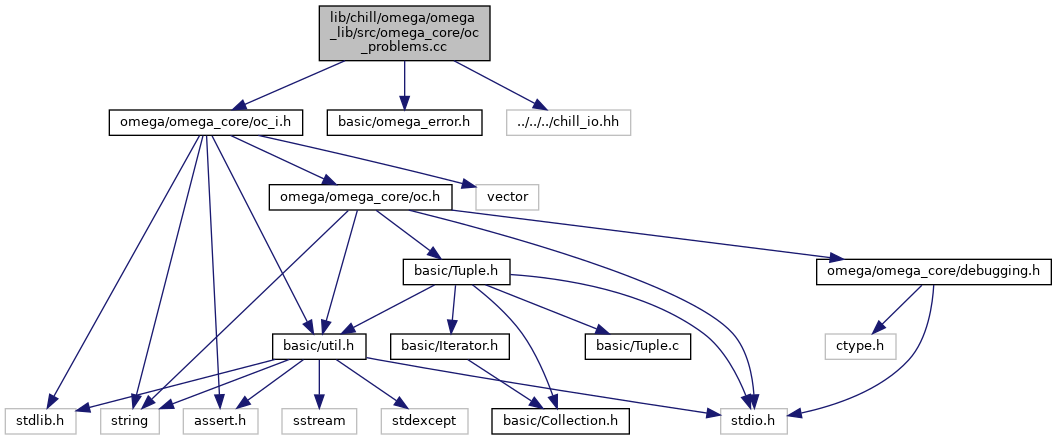 lib/chill/omega/omega
_lib/src/omega_core/oc
_problems.cc
omega/omega_core/oc_i.h
basic/omega_error.h
../../../chill_io.hh
omega/omega_core/oc.h
vector
basic/Tuple.h
omega/omega_core/debugging.h
basic/util.h
basic/Iterator.h
basic/Tuple.c
ctype.h
stdlib.h
string
assert.h
sstream
stdexcept
basic/Collection.h
stdio.h